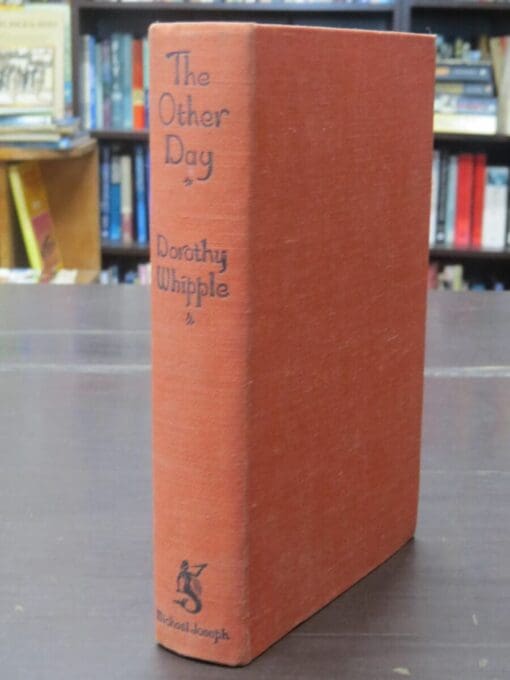 The
Other
Day
Dorothy
Whipple
Michael Joseph